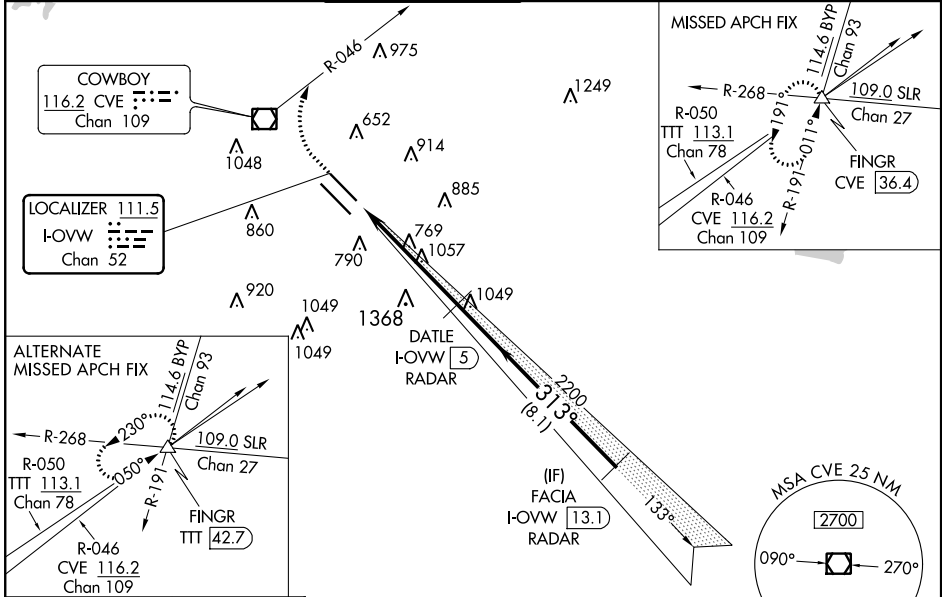 COWBOY
116.2 CVE
Chan 109
R-046
975
1249
652
914
1048
885
LOCALIZER 111.5
I-OVW
Chan 52
860
790
769
1057
920
1049
1049
1368
1049
DATLE
I-OVW 5
RADAR
2200
313°
(8.1)
(IF)
FACIA
I-OVW 13.1
RADAR
133°
MISSED APCH FIX
114.6 BYP
Chan 93
R-268
109.0 SLR
Chan 27
R-050
TTT 113.1
Chan 78
191°
011°
R-191
FINGR
CVE 36.4
R-046
CVE 116.2
Chan 109
ALTERNATE
MISSED APCH FIX
114.6 BYP
Chan 93
230°
R-268
109.0 SLR
Chan 27
R-050
TTT 113.1
Chan 78
050°
R-191
FINGR
TTT 42.7
R-046
CVE 116.2
Chan 109
MSA CVE 25 NM
2700
090°
270°